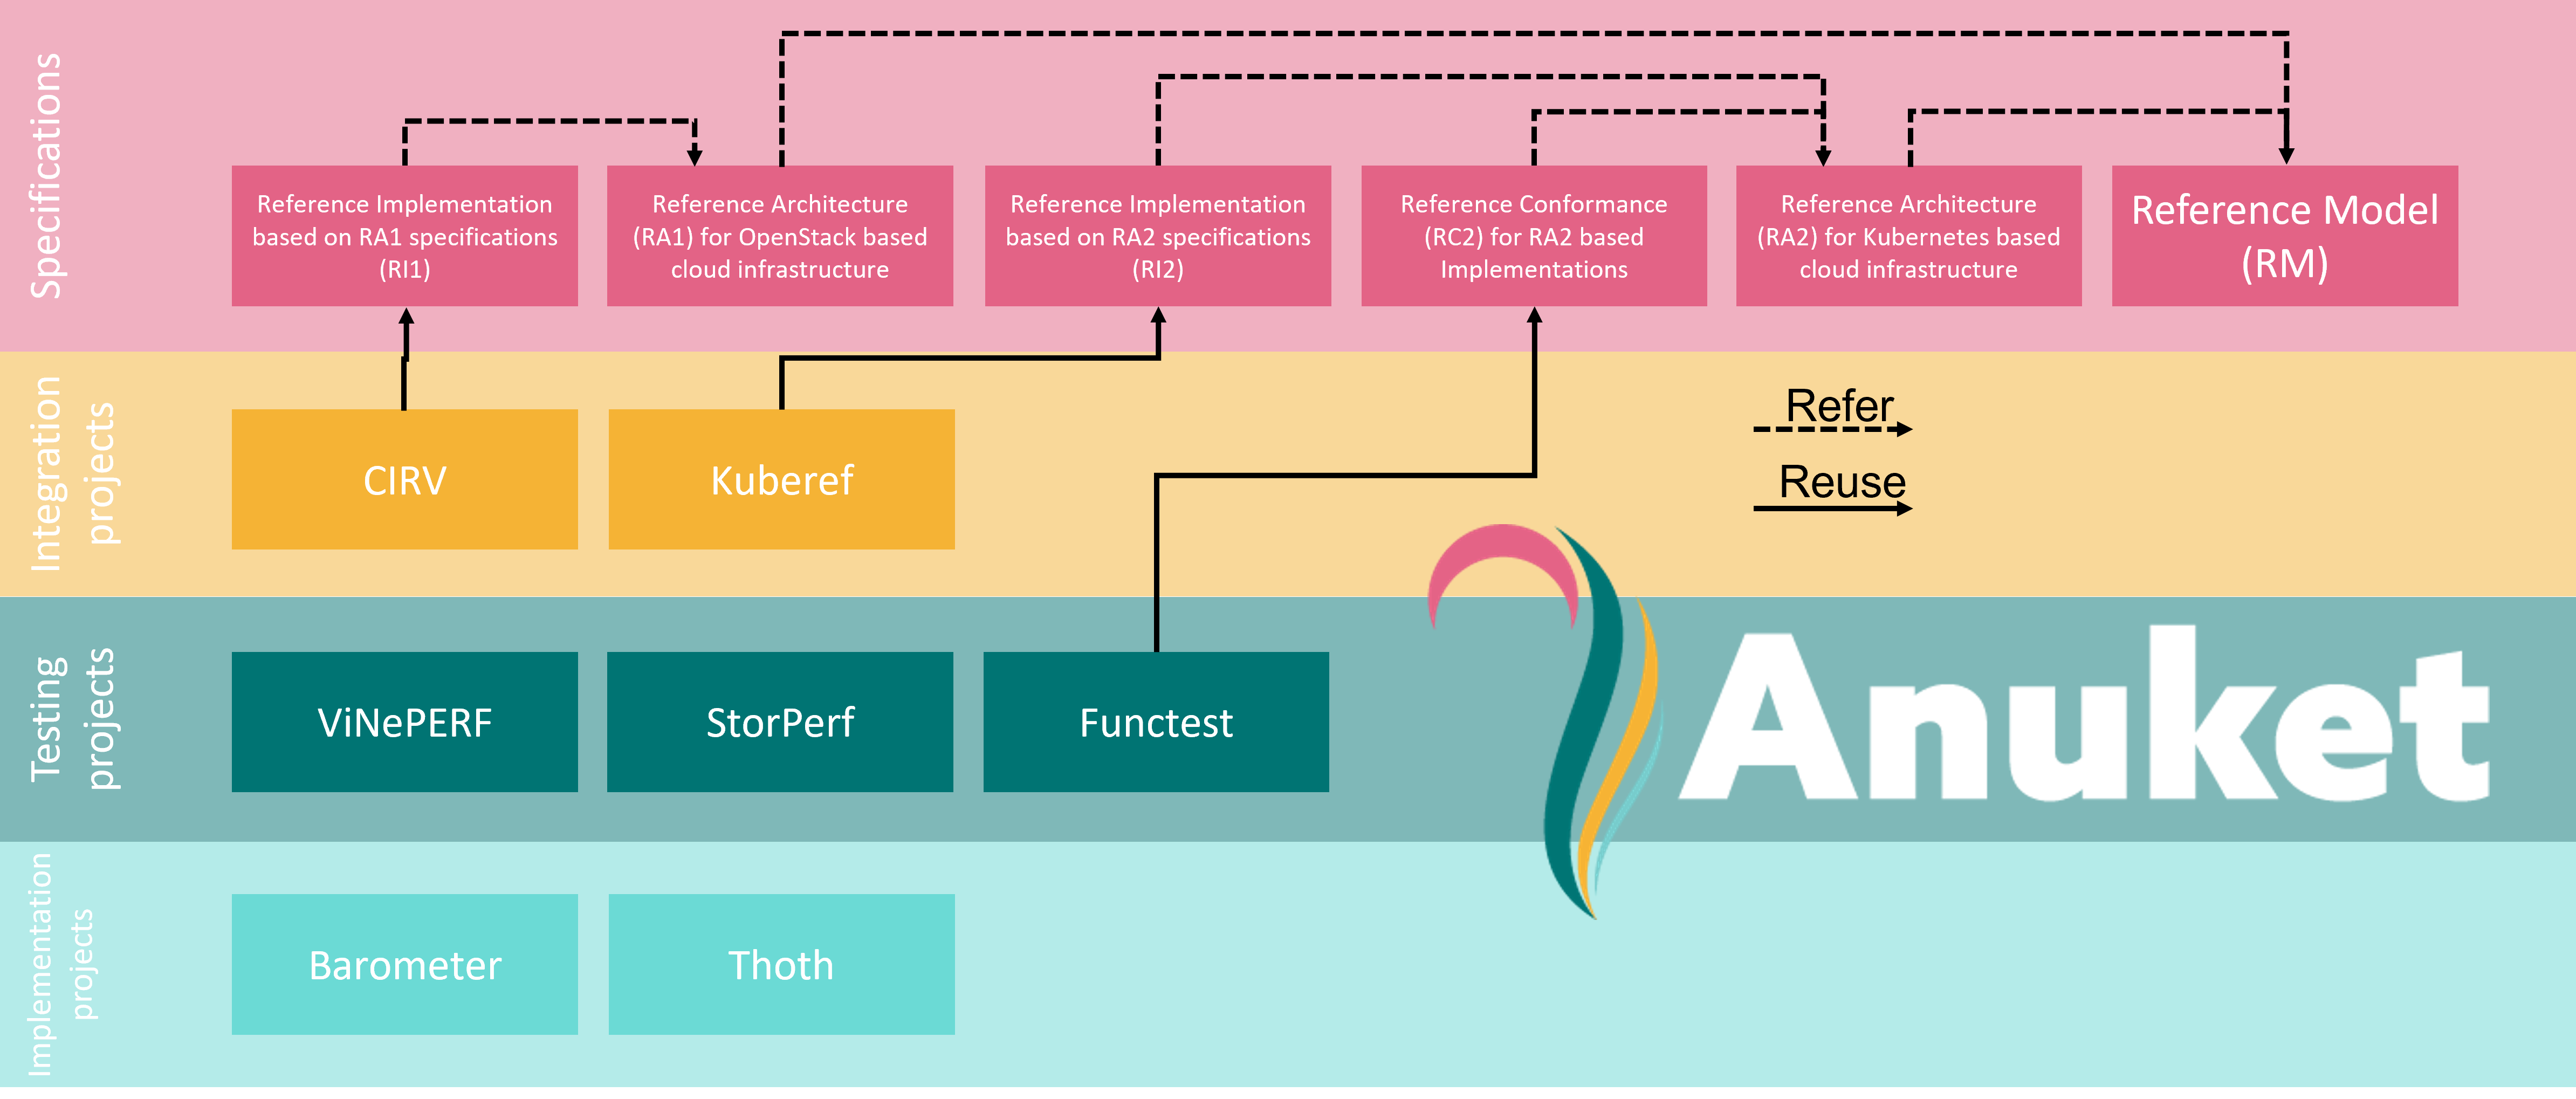 Specifications
Reference Implementation
based on RA1 specifications
(RI1)
Reference Architecture
(RA1) for OpenStack based
cloud infrastructure
Reference Implementation
based on RA2 specifications
(RI2)
Reference Conformance
(RC2) for RA2 based
Implementations
Reference Architecture
(RA2) for Kubernetes based
cloud infrastructure
Reference Model
(RM)
Integration
projects
CIRV
Kuberef
Refer
Reuse
Testing
projects
ViNePERF
StorPerf
Functest
Anuket
Implementation
projects
Barometer
Thoth